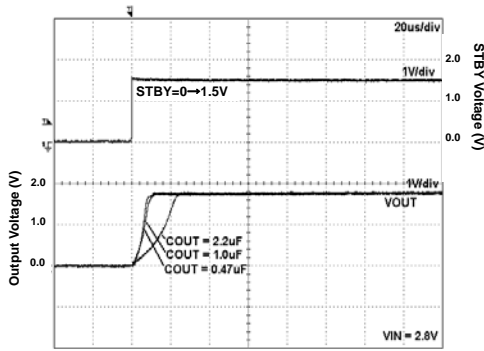 20us/div
1V/div
STBY=0→1.5V
2.0
1.0
0.0
STBY Voltage (V)
1V/div
VOUT
2.0
1.0
0.0
Output Voltage (V)
COUT = 2.2uF
COUT = 1.0uF
COUT = 0.47uF
VIN = 2.8V